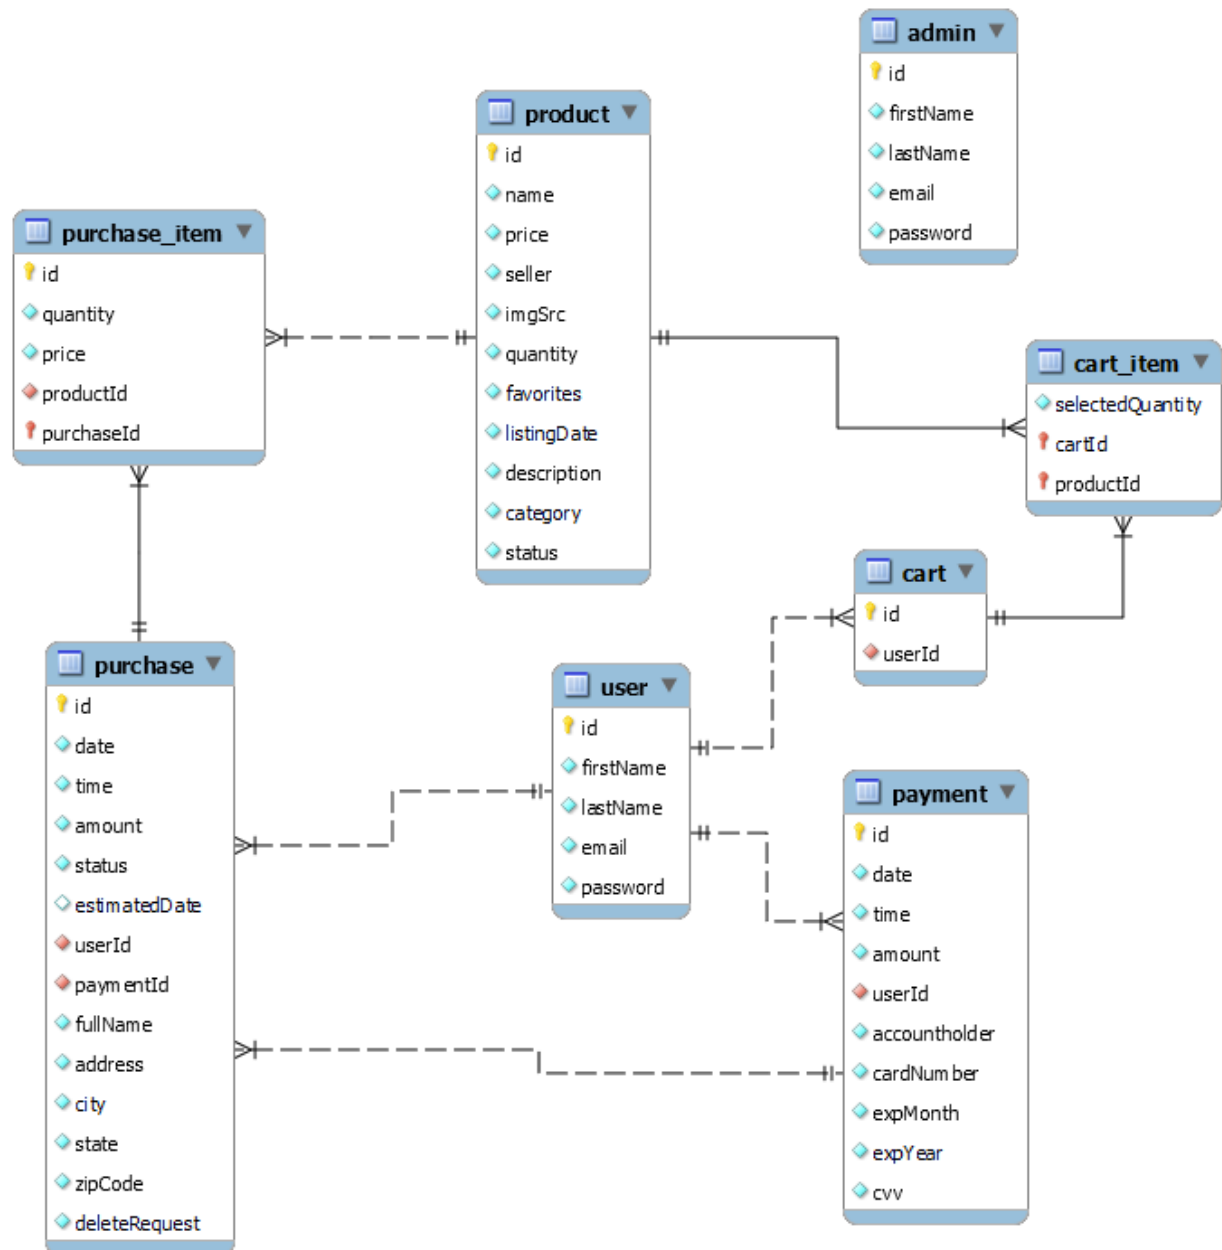 admin
id
firstName
lastName
email
password
product
id
name
price
seller
imgSrc
quantity
favorites
listingDate
description
category
status
purchase_item
id
quantity
price
productId
purchaseId
cart_item
selectedQuantity
cartId
productId
cart
id
userId
purchase
id
date
time
amount
status
estimatedDate
userId
paymentId
fullName
address
city
state
zipCode
deleteRequest
user
id
firstName
lastName
email
password
payment
id
date
time
amount
userId
accountholder
cardNumber
expMonth
expYear
cvv